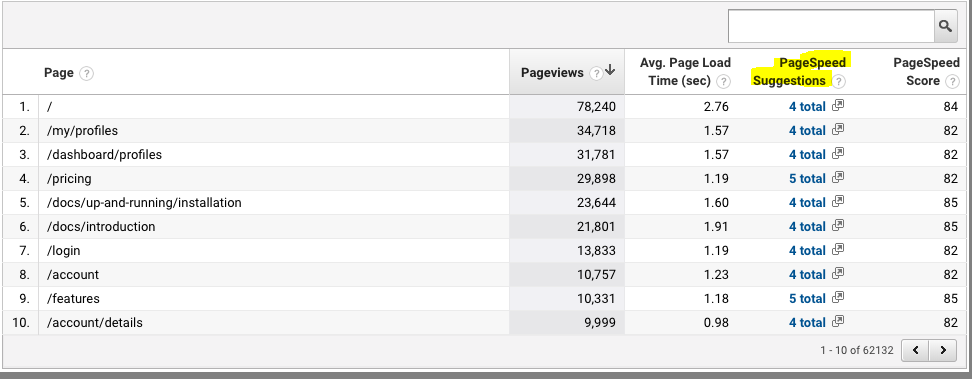 Page ? Pageviews ? Avg. Page Load Time (sec) ? PageSpeed Suggestions ? PageSpeed Score ?
1. / 78,240 2.76 4 total 84
2. /my/profiles 34,718 1.57 4 total 82
3. /dashboard/profiles 31,781 1.57 4 total 82
4. /pricing 29,898 1.19 5 total 82
5. /docs/up-and-running/installation 23,644 1.60 4 total 85
6. /docs/introduction 21,801 1.91 4 total 85
7. /login 13,833 1.19 4 total 82
8. /account 10,757 1.23 4 total 82
9. /features 10,331 1.18 5 total 85
10. /account/details 9,999 0.98 4 total 82
1 - 10 of 62132